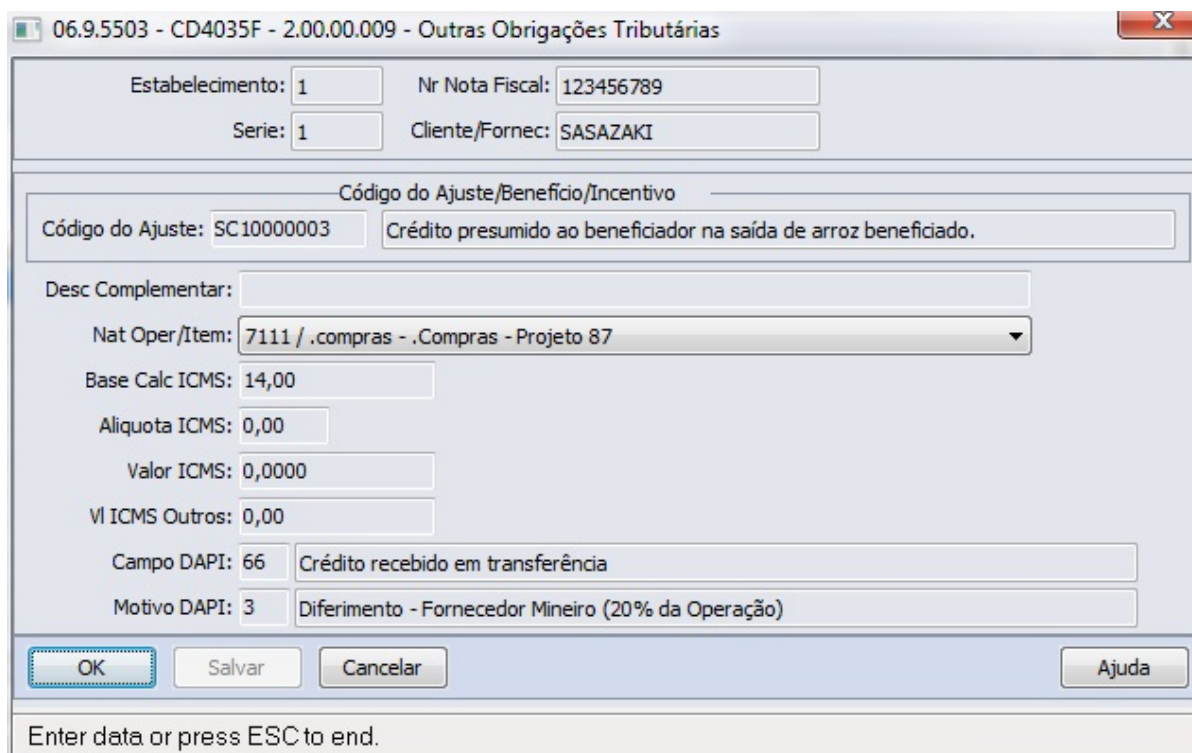 06.9.5503 - CD4035F - 2.00.00.009 - Outras Obrigações Tributárias
Estabelecimento: 1 Nr Nota Fiscal: 123456789
Serie: 1 Cliente/Fornec: SASAZAKI
Código do Ajuste/Benefício/Incentivo
Código do Ajuste: SC10000003 Crédito presumido ao beneficiador na saída de arroz beneficiado.
Desc Complementar:
Nat Oper/Item: 7111 / .compras - .Compras - Projeto 87
Base Calc ICMS: 14,00
Aliquota ICMS: 0,00
Valor ICMS: 0,0000
Vl ICMS Outros: 0,00
Campo DAPI: 66 Crédito recebido em transferência
Motivo DAPI: 3 Diferimento - Fornecedor Mineiro (20% da Operação)
OK Salvar Cancelar Ajuda
Enter data or press ESC to end.